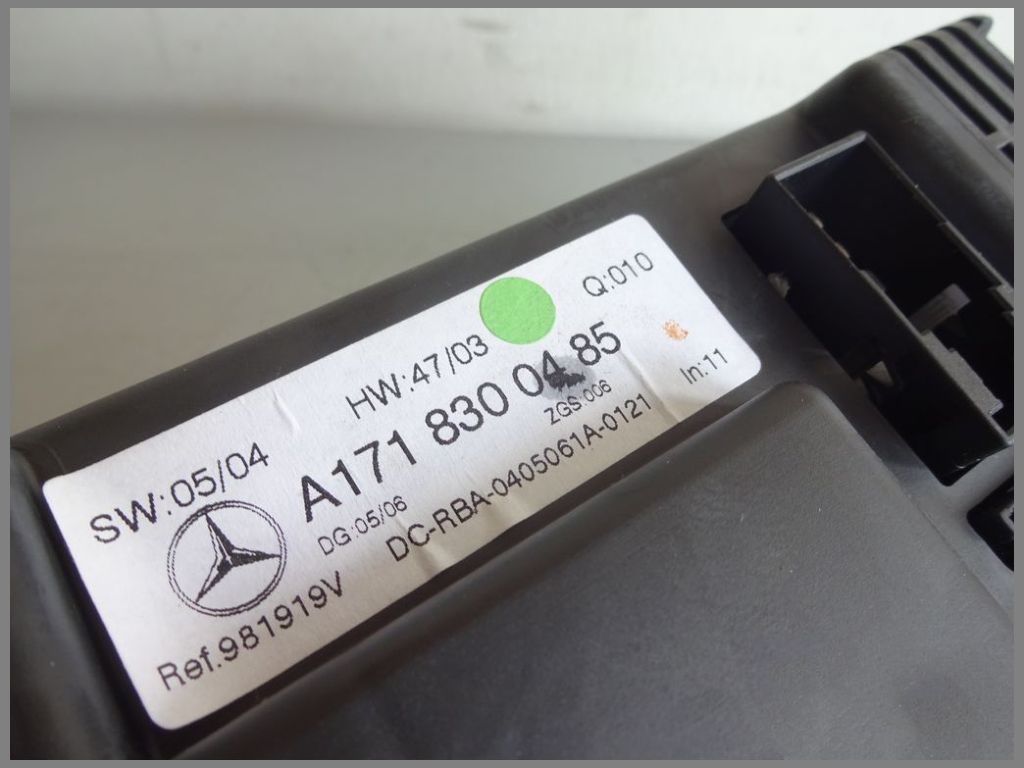 SW:05/04 HW:47/03 Q:010
A171 830 04 85
DG:05/06 ZGS:006 In:11
DC-RBA-0405061A-0121
Ref.981919V